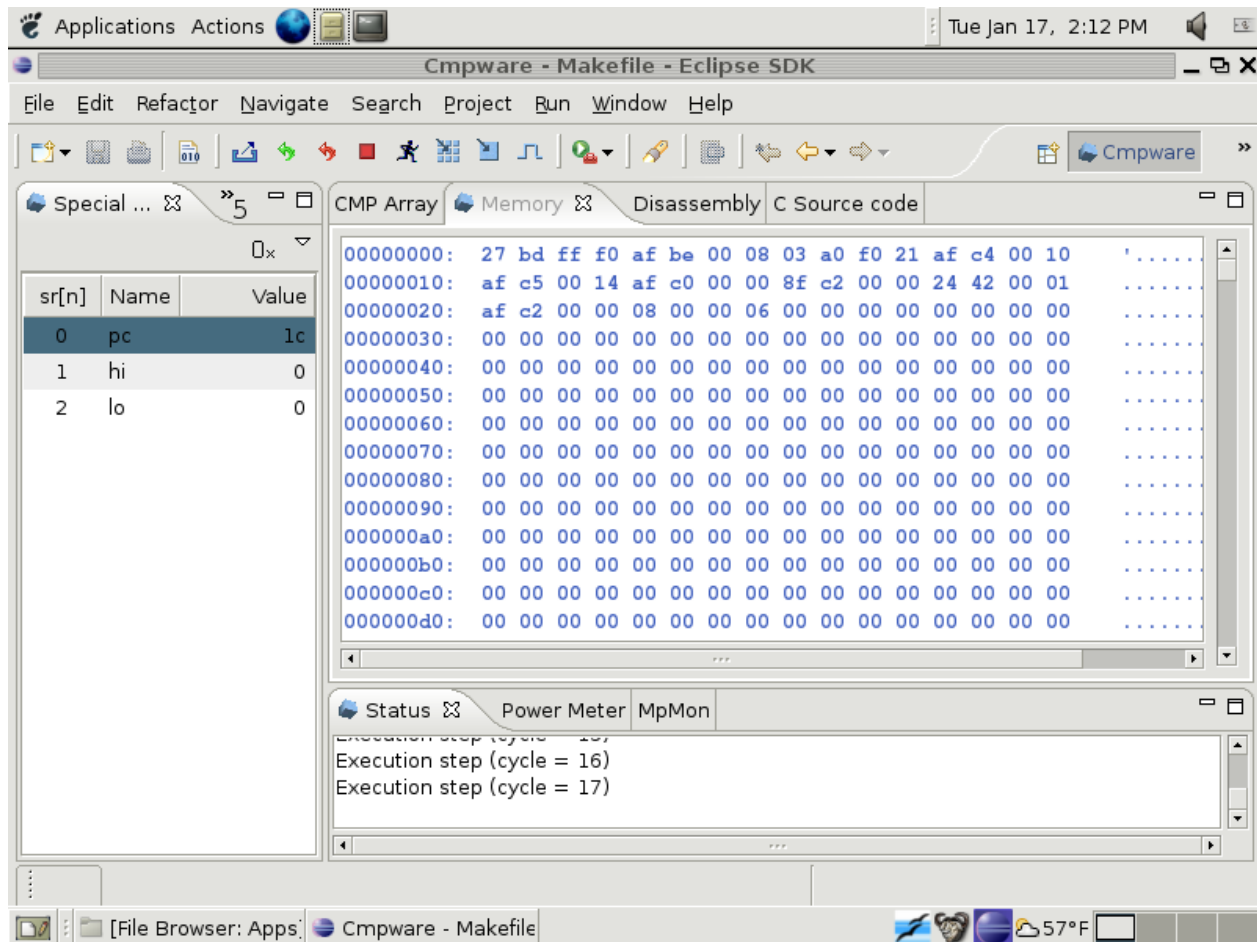 Applications Actions Tue Jan 17, 2:12 PM
Cmpware - Makefile - Eclipse SDK
File Edit Refactor Navigate Search Project Run Window Help
010 Cmpware »
Special ... »5
0x
sr[n] Name Value
0 pc 1c
1 hi 0
2 lo 0
CMP Array Memory Disassembly C Source code
00000000: 27 bd ff f0 af be 00 08 03 a0 f0 21 af c4 00 10 '......
00000010: af c5 00 14 af c0 00 00 8f c2 00 00 24 42 00 01 .......
00000020: af c2 00 00 08 00 00 06 00 00 00 00 00 00 00 00 .......
00000030: 00 00 00 00 00 00 00 00 00 00 00 00 00 00 00 00 .......
00000040: 00 00 00 00 00 00 00 00 00 00 00 00 00 00 00 00 .......
00000050: 00 00 00 00 00 00 00 00 00 00 00 00 00 00 00 00 .......
00000060: 00 00 00 00 00 00 00 00 00 00 00 00 00 00 00 00 .......
00000070: 00 00 00 00 00 00 00 00 00 00 00 00 00 00 00 00 .......
00000080: 00 00 00 00 00 00 00 00 00 00 00 00 00 00 00 00 .......
00000090: 00 00 00 00 00 00 00 00 00 00 00 00 00 00 00 00 .......
000000a0: 00 00 00 00 00 00 00 00 00 00 00 00 00 00 00 00 .......
000000b0: 00 00 00 00 00 00 00 00 00 00 00 00 00 00 00 00 .......
000000c0: 00 00 00 00 00 00 00 00 00 00 00 00 00 00 00 00 .......
000000d0: 00 00 00 00 00 00 00 00 00 00 00 00 00 00 00 00 .......
Status Power Meter MpMon
Execution step (cycle = 15)
Execution step (cycle = 16)
Execution step (cycle = 17)
[File Browser: Apps] Cmpware - Makefile 57°F